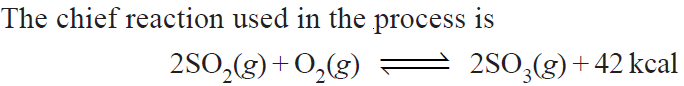 The chief reaction used in the process is
2SO₂(g) + O₂(g) ⇌ 2SO₃(g) + 42 kcal